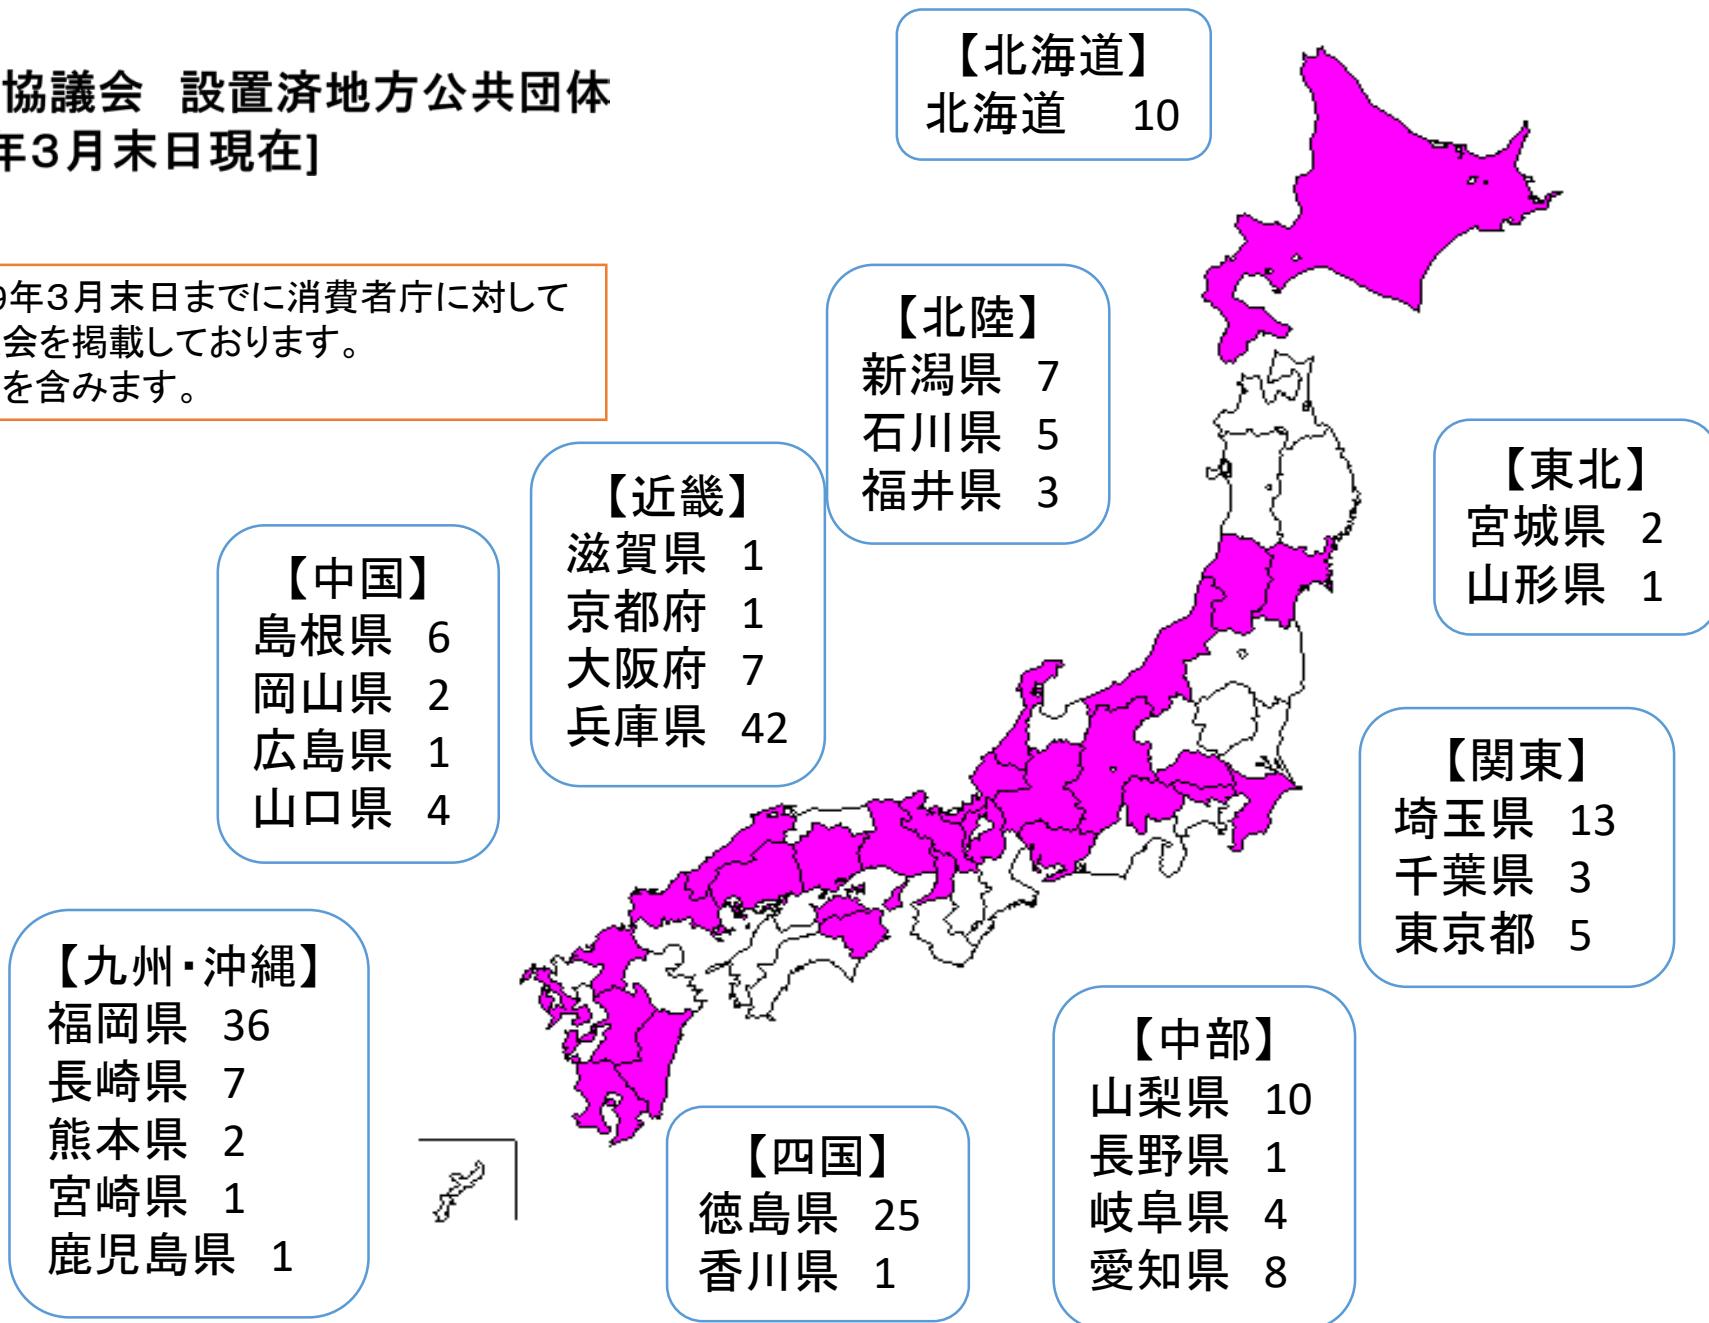 協議会　設置済地方公共団体
年3月末日現在]
9年3月末日までに消費者庁に対して
会を掲載しております。
を含みます。
【北海道】
北海道　10
【北陸】
新潟県 7
石川県 5
福井県 3
【東北】
宮城県 2
山形県 1
【近畿】
滋賀県 1
京都府 1
大阪府 7
兵庫県 42
【中国】
島根県 6
岡山県 2
広島県 1
山口県 4
【関東】
埼玉県 13
千葉県 3
東京都 5
【九州・沖縄】
福岡県 36
長崎県 7
熊本県 2
宮崎県 1
鹿児島県 1
【四国】
徳島県 25
香川県 1
【中部】
山梨県 10
長野県 1
岐阜県 4
愛知県 8